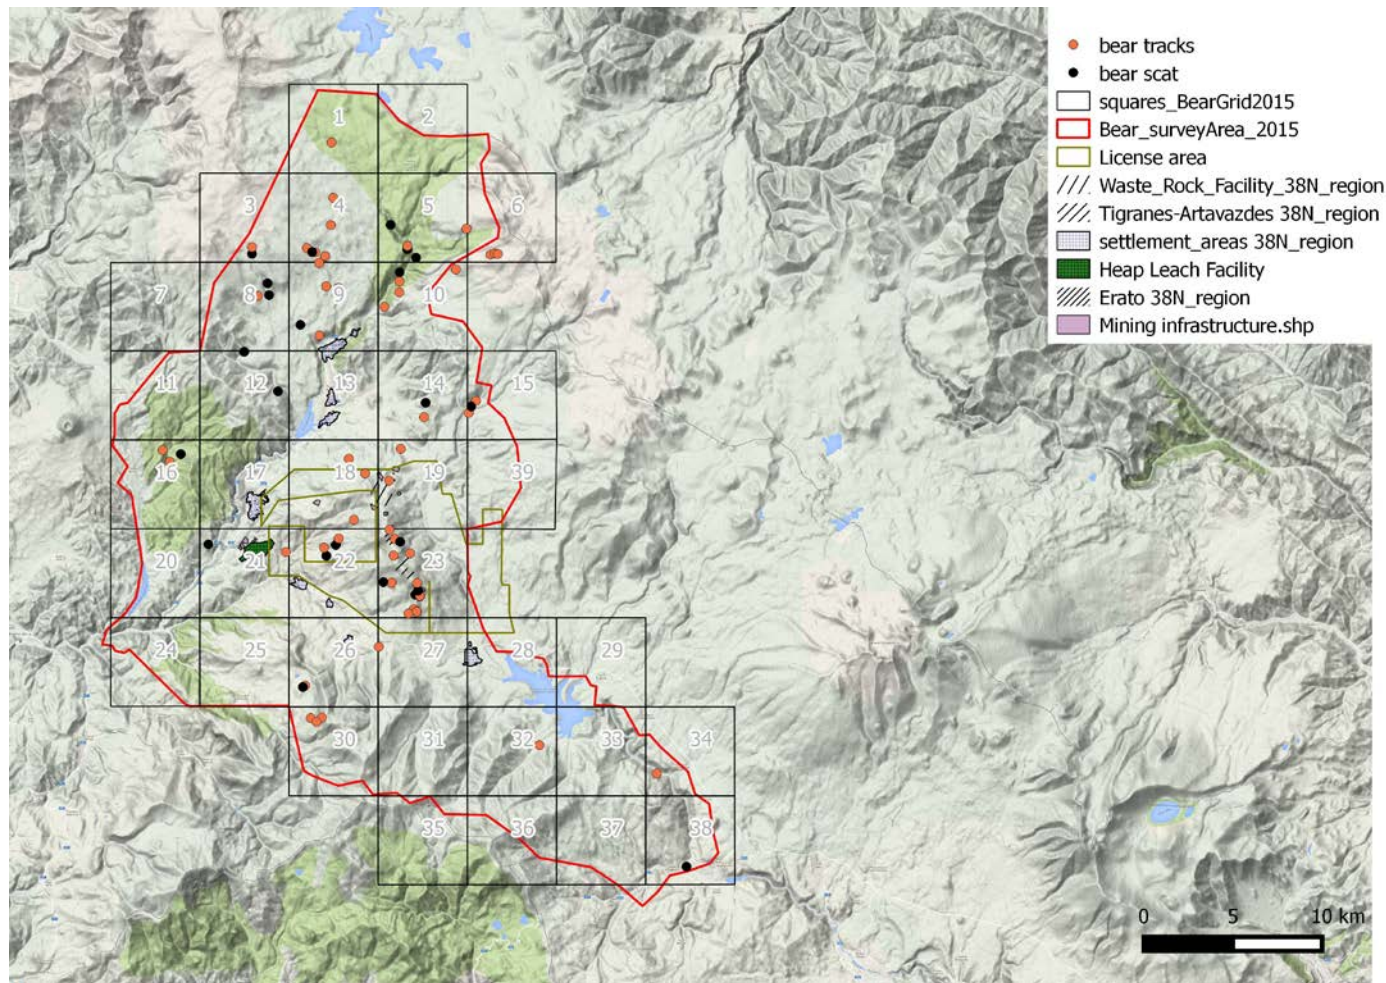 bear tracks
bear scat
squares_BearGrid2015
Bear_surveyArea_2015
License area
Waste_Rock_Facility_38N_region
Tigranes-Artavazdes 38N_region
settlement_areas 38N_region
Heap Leach Facility
Erato 38N_region
Mining infrastructure.shp
1 2
3 4 5 6
7 8 9 10
11 12 13 14 15
16 17 18 19 39
20 21 22 23
24 25 26 27 28 29
30 31 32 33 34
35 36 37 38
0 5 10 km